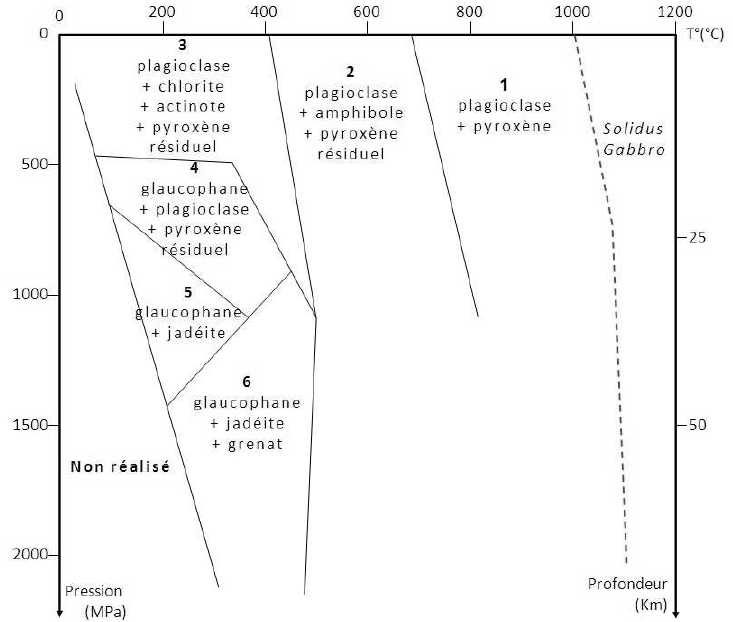 0 200 400 600 800 1000 1200
T°(°C)
0
500
1000
1500
2000
25
50
3
plagioclase
+ chlorite
+ actinote
+ pyroxène
résiduel
2
plagioclase
+ amphibole
+ pyroxène
résiduel
1
plagioclase
+ pyroxène
Solidus
Gabbro
4
glaucophane
+ plagioclase
+ pyroxène
résiduel
5
glaucophane
+ jadéite
6
glaucophane
+ jadéite
+ grenat
Non réalisé
Pression
(MPa)
Profondeur
(Km)